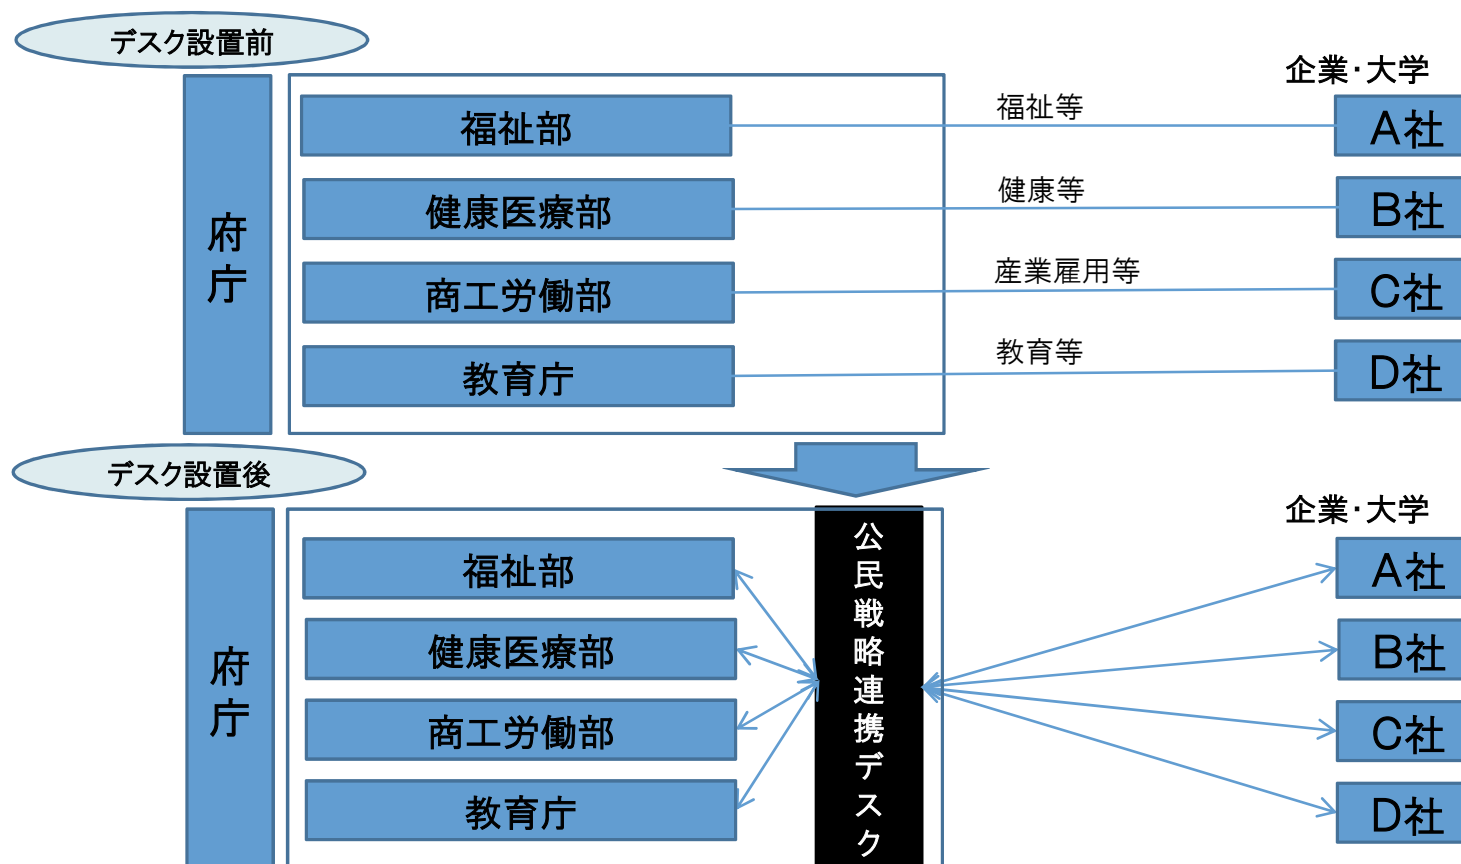 デスク設置前
企業・大学
府庁
福祉部
福祉等
A社
健康医療部
健康等
B社
商工労働部
産業雇用等
C社
教育庁
教育等
D社
デスク設置後
企業・大学
府庁
公民戦略連携デスク
福祉部
A社
健康医療部
B社
商工労働部
C社
教育庁
D社